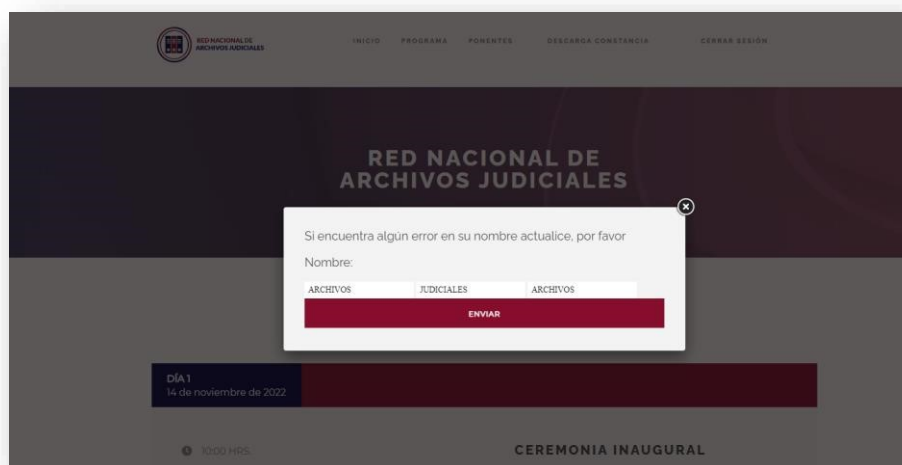 RED NACIONAL DE
ARCHIVOS JUDICIALES
INICIO PROGRAMA PONENTES DESCARGA CONSTANCIA CERRAR SESIÓN
RED NACIONAL DE
ARCHIVOS JUDICIALES
Si encuentra algún error en su nombre actualice, por favor
Nombre:
ARCHIVOS JUDICIALES ARCHIVOS
ENVIAR
DÍA 1
14 de noviembre de 2022
10:00 HRS. CEREMONIA INAUGURAL